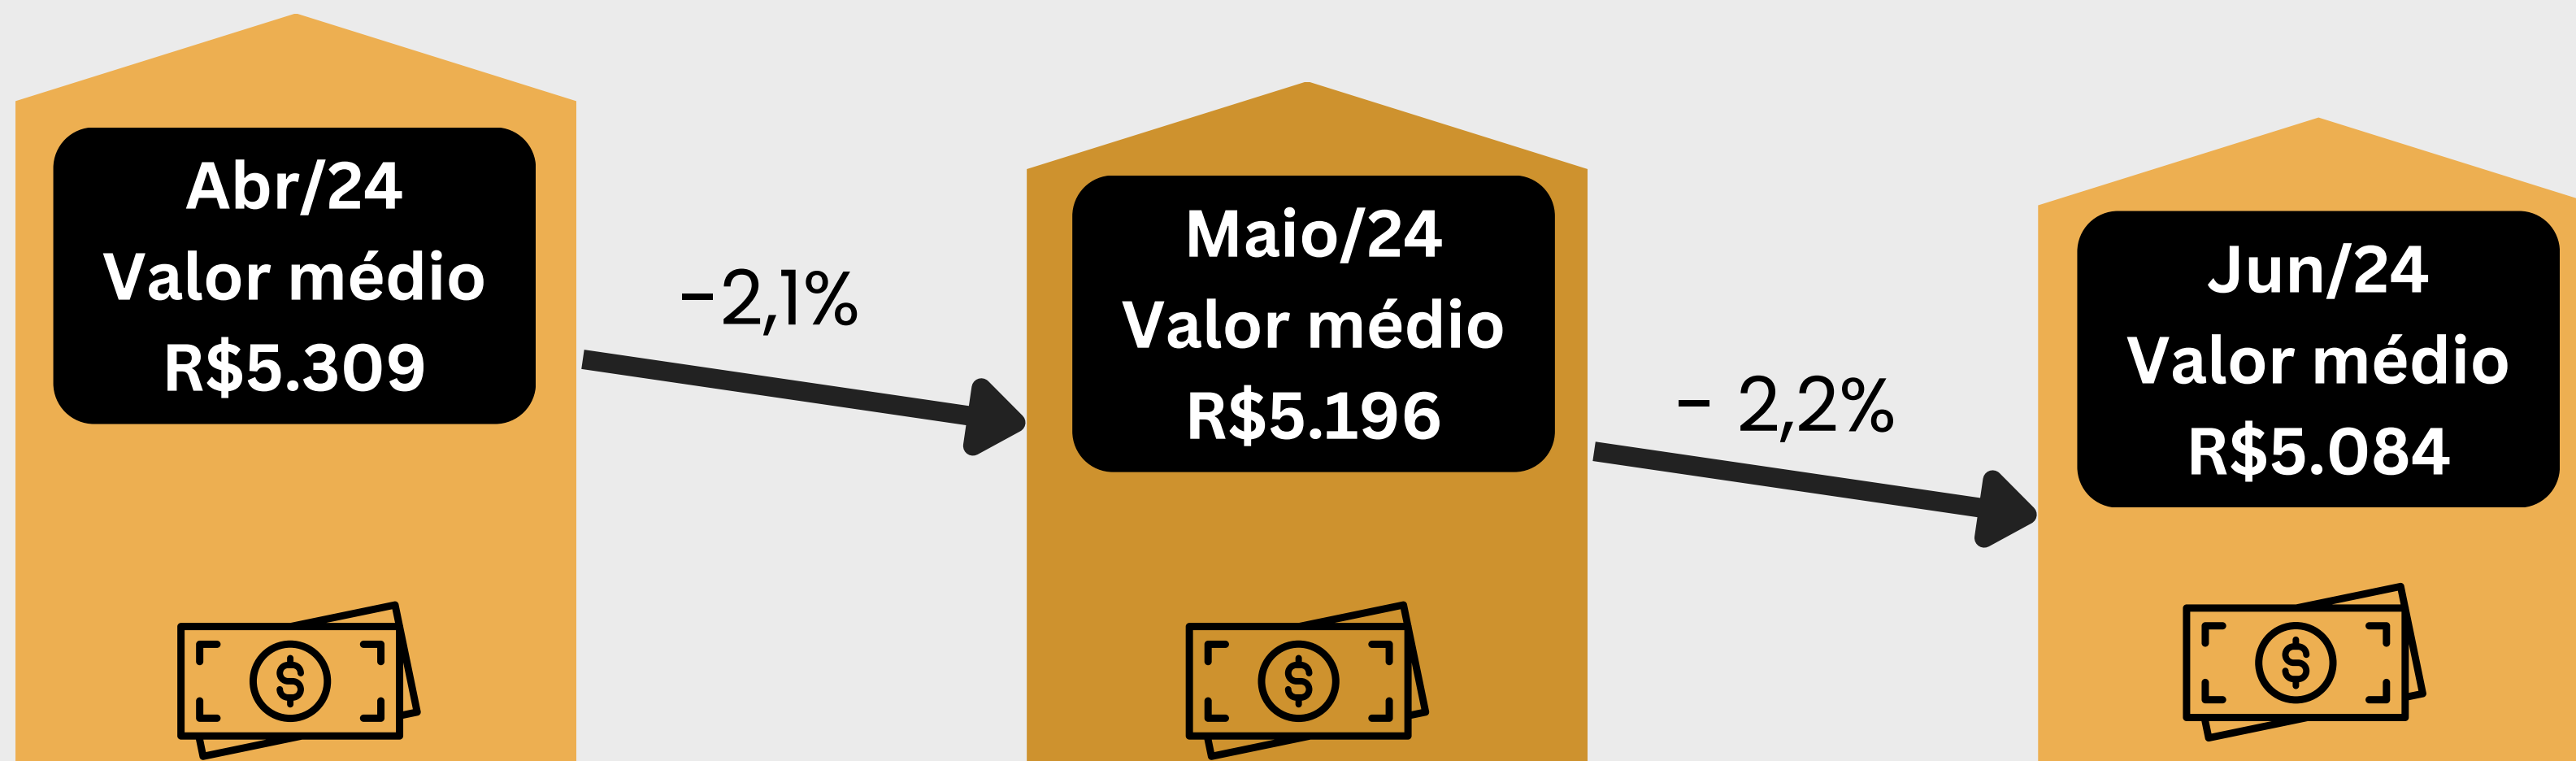 Abr/24
Valor médio
R$5.309
-2,1%
Maio/24
Valor médio
R$5.196
- 2,2%
Jun/24
Valor médio
R$5.084